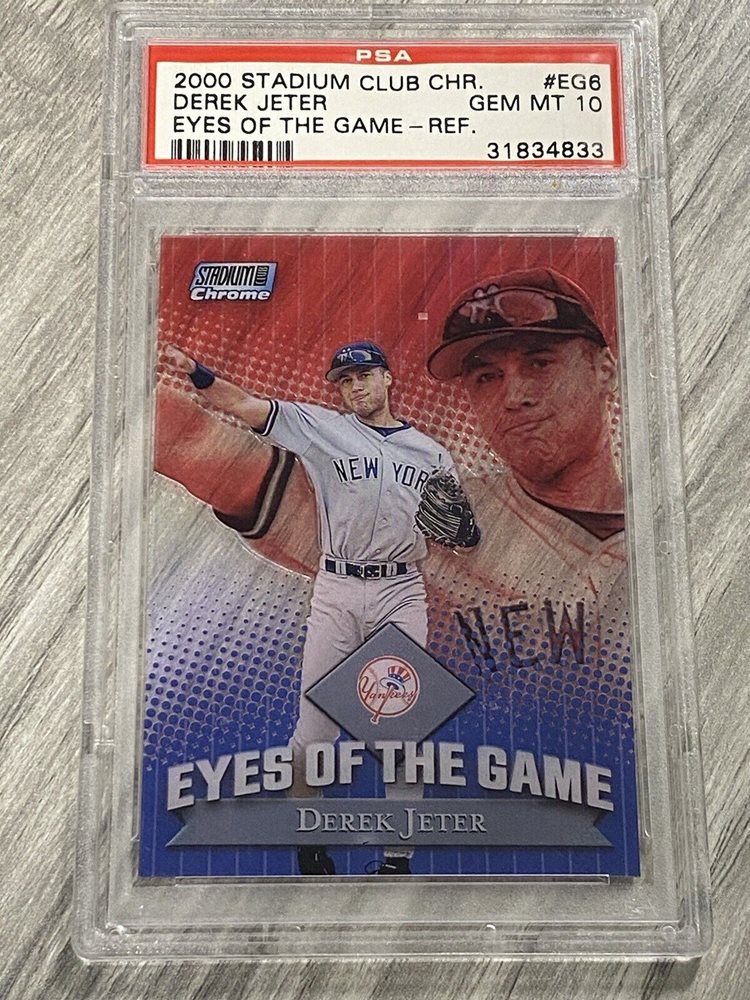 PSA
2000 STADIUM CLUB CHR. #EG6
DEREK JETER GEM MT 10
EYES OF THE GAME - REF.
31834833
STADIUM CLUB
Chrome
NEW YOR
NEW
Yankees
EYES OF THE GAME
DEREK JETER